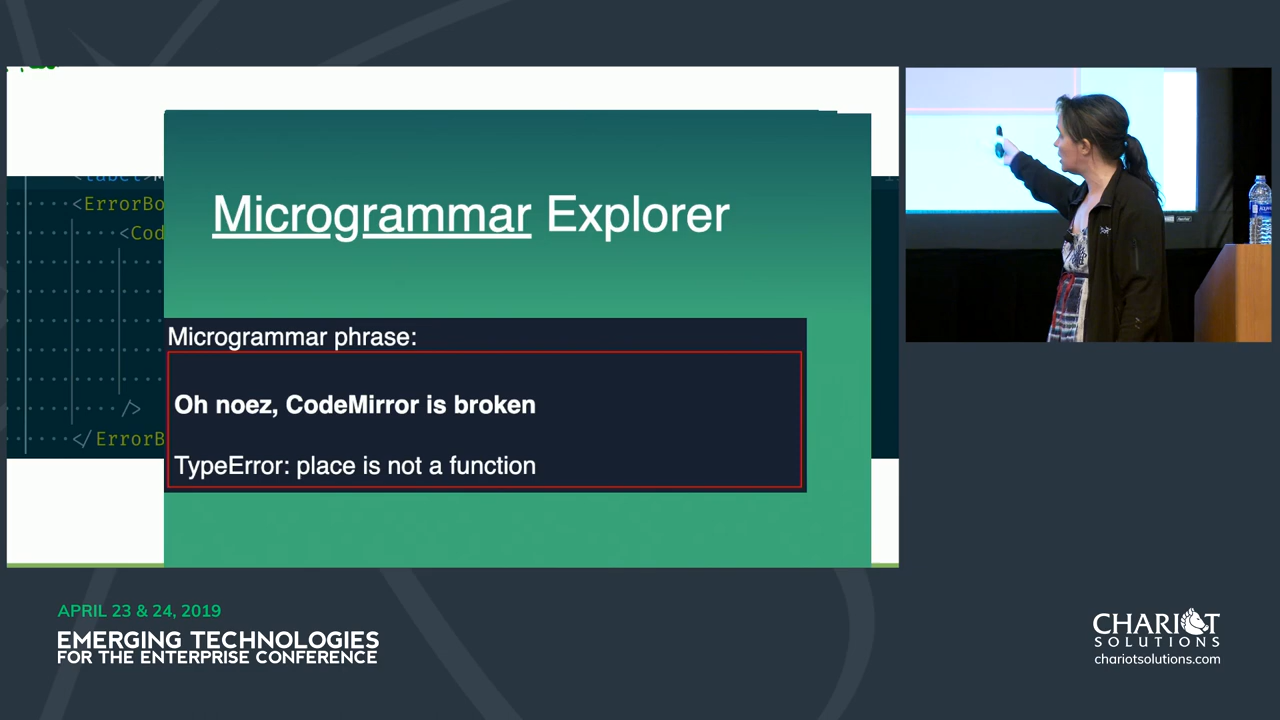 <label>M
<ErrorBo
<Cod
/>
</ErrorB
Microgrammar Explorer
Microgrammar phrase:
Oh noez, CodeMirror is broken
TypeError: place is not a function
APRIL 23 & 24, 2019
EMERGING TECHNOLOGIES
FOR THE ENTERPRISE CONFERENCE
CHARIOT
SOLUTIONS
chariotsolutions.com